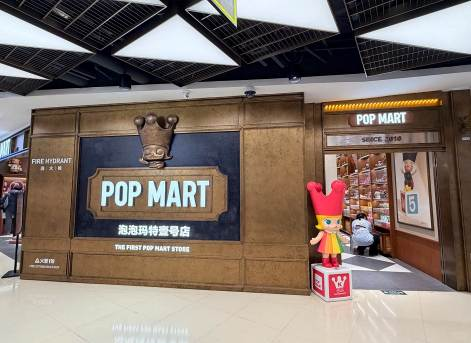 POP MART
SINCE 2010
FIRE HYDRANT
POP MART
泡泡玛特壹号店
THE FIRST POP MART STORE
5